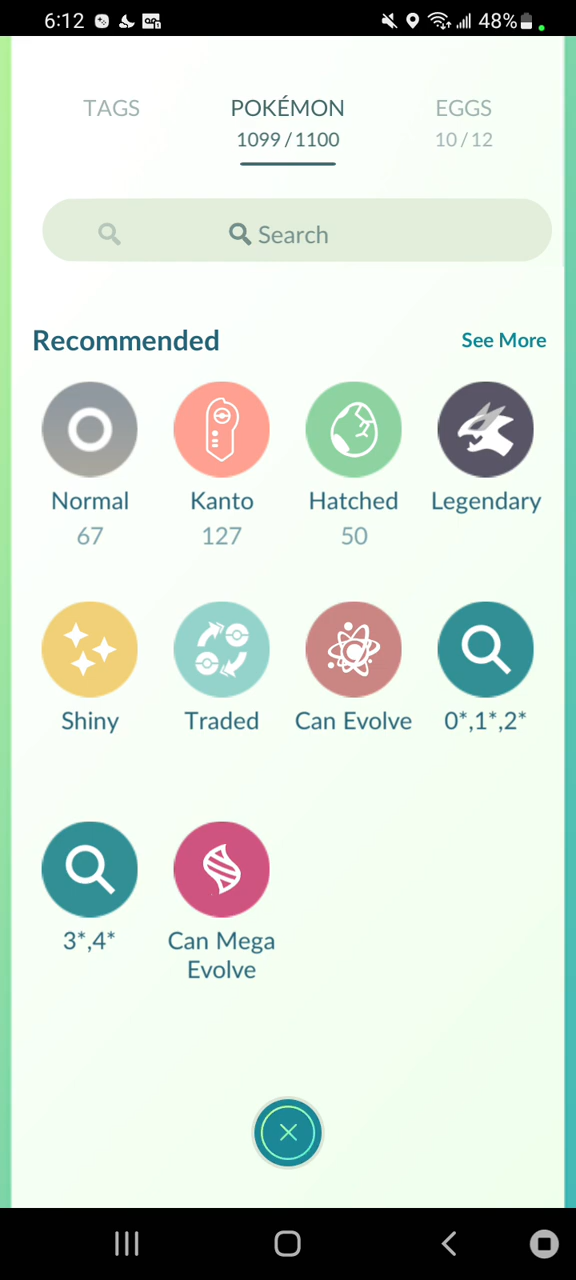 6:12
48%
TAGS
POKÉMON
EGGS
1099 / 1100
10 / 12
Search
Recommended
See More
Normal
Kanto
Hatched
Legendary
67
127
50
Shiny
Traded
Can Evolve
0*,1*,2*
3*,4*
Can Mega
Evolve